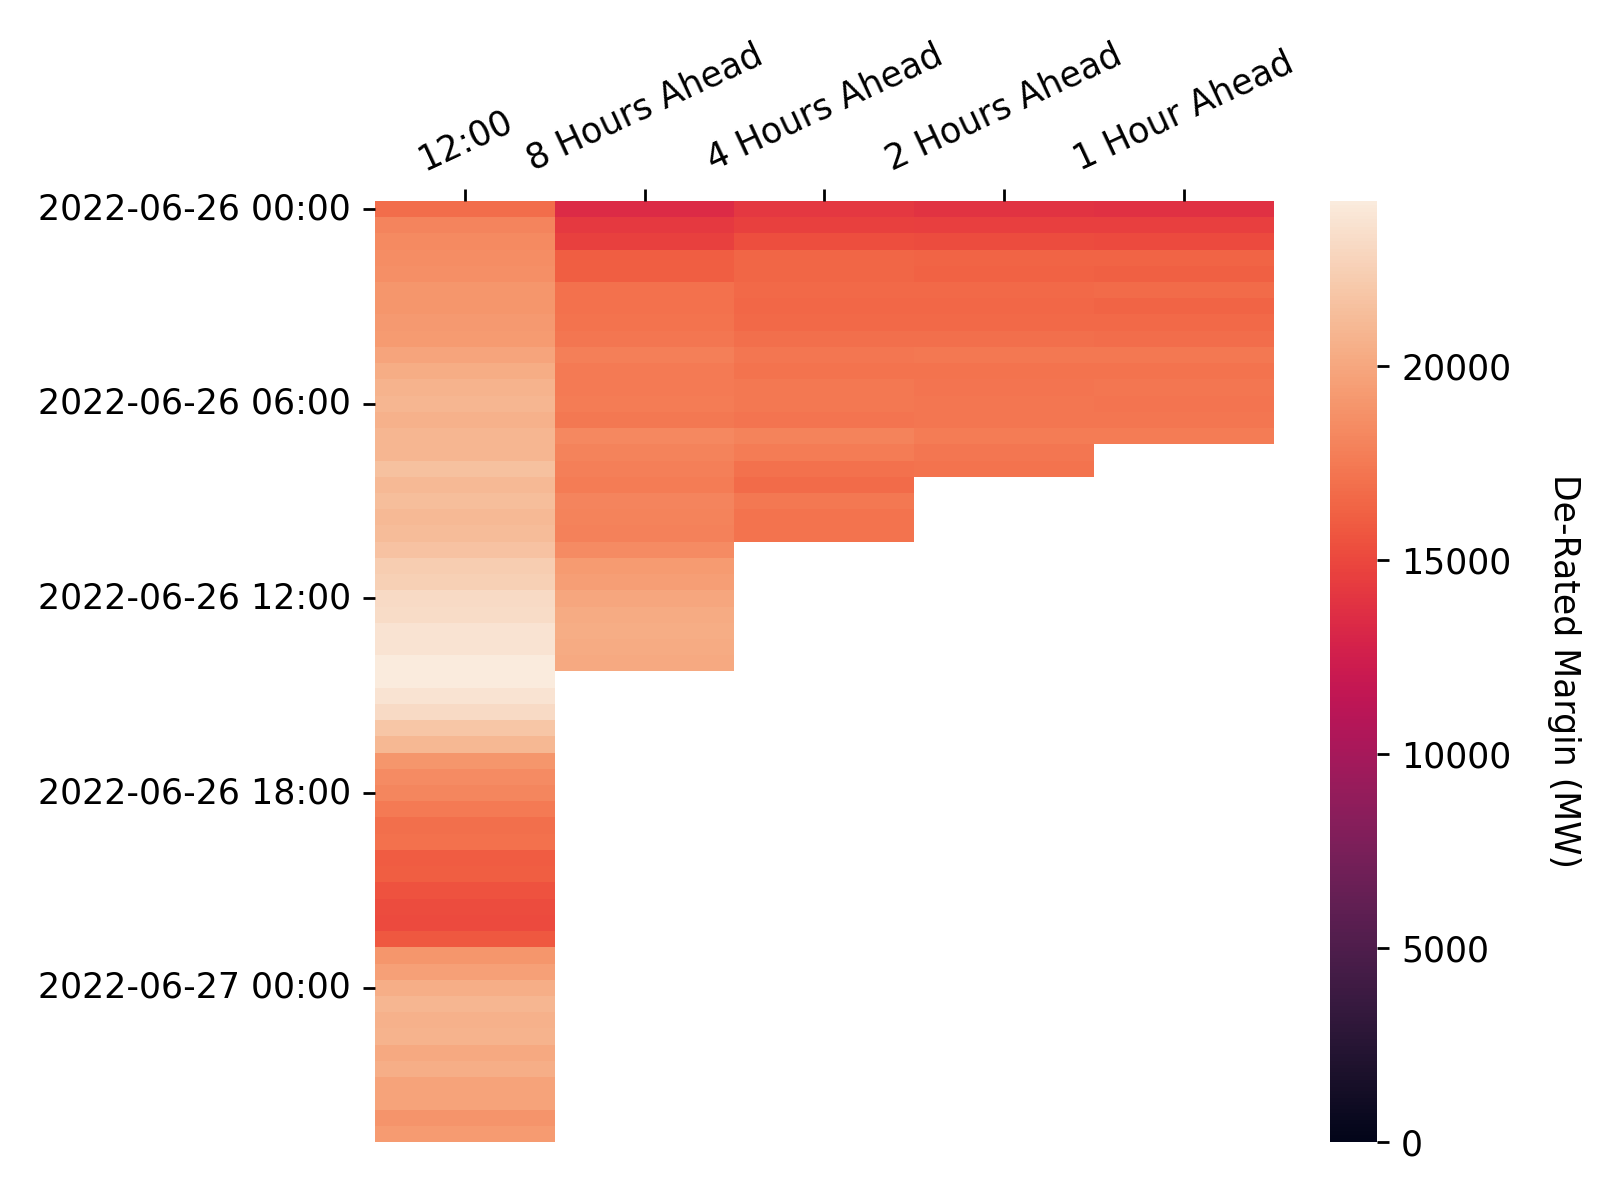 12:00
8 Hours Ahead
4 Hours Ahead
2 Hours Ahead
1 Hour Ahead
2022-06-26 00:00
2022-06-26 06:00
2022-06-26 12:00
2022-06-26 18:00
2022-06-27 00:00
20000
15000
10000
5000
0
De-Rated Margin (MW)